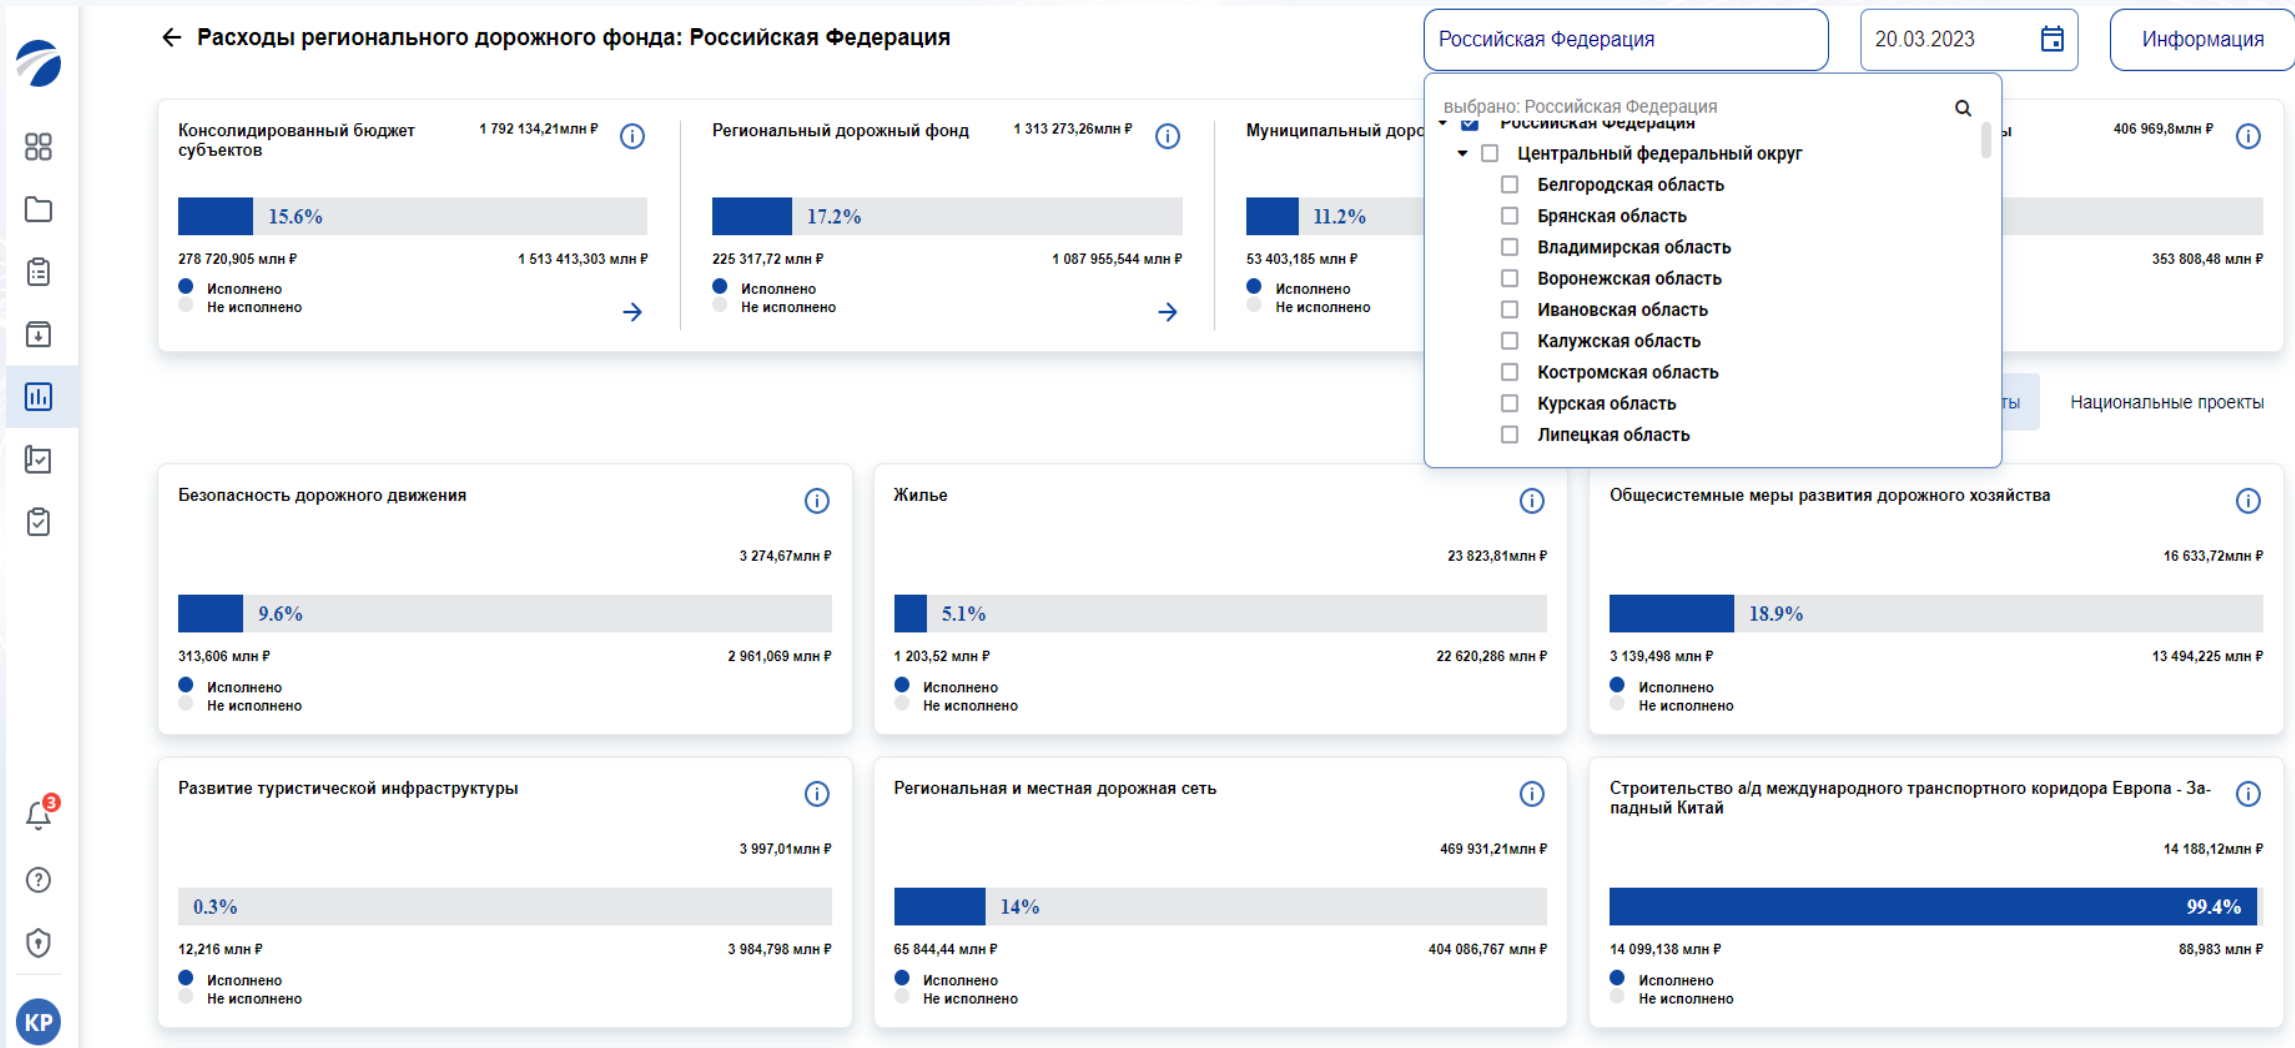 Расходы регионального дорожного фонда: Российская Федерация
Российская Федерация
20.03.2023
Информация
выбрано: Российская Федерация
Российская Федерация
Центральный федеральный округ
Белгородская область
Брянская область
Владимирская область
Воронежская область
Ивановская область
Калужская область
Костромская область
Курская область
Липецкая область
Консолидированный бюджет
субъектов
1 792 134,21млн ₽
15.6%
278 720,905 млн ₽
1 513 413,303 млн ₽
Исполнено
Не исполнено
Региональный дорожный фонд
1 313 273,26млн ₽
17.2%
225 317,72 млн ₽
1 087 955,544 млн ₽
Исполнено
Не исполнено
Муниципальный доро
11.2%
53 403,185 млн ₽
Исполнено
Не исполнено
ы
406 969,8млн ₽
353 808,48 млн ₽
ты
Национальные проекты
Безопасность дорожного движения
3 274,67млн ₽
9.6%
313,606 млн ₽
2 961,069 млн ₽
Исполнено
Не исполнено
Жилье
23 823,81млн ₽
5.1%
1 203,52 млн ₽
22 620,286 млн ₽
Исполнено
Не исполнено
Общесистемные меры развития дорожного хозяйства
16 633,72млн ₽
18.9%
3 139,498 млн ₽
13 494,225 млн ₽
Исполнено
Не исполнено
Развитие туристической инфраструктуры
3 997,01млн ₽
0.3%
12,216 млн ₽
3 984,798 млн ₽
Исполнено
Не исполнено
Региональная и местная дорожная сеть
469 931,21млн ₽
14%
65 844,44 млн ₽
404 086,767 млн ₽
Исполнено
Не исполнено
Строительство а/д международного транспортного коридора Европа - За-
падный Китай
14 188,12млн ₽
99.4%
14 099,138 млн ₽
88,983 млн ₽
Исполнено
Не исполнено
3
КР